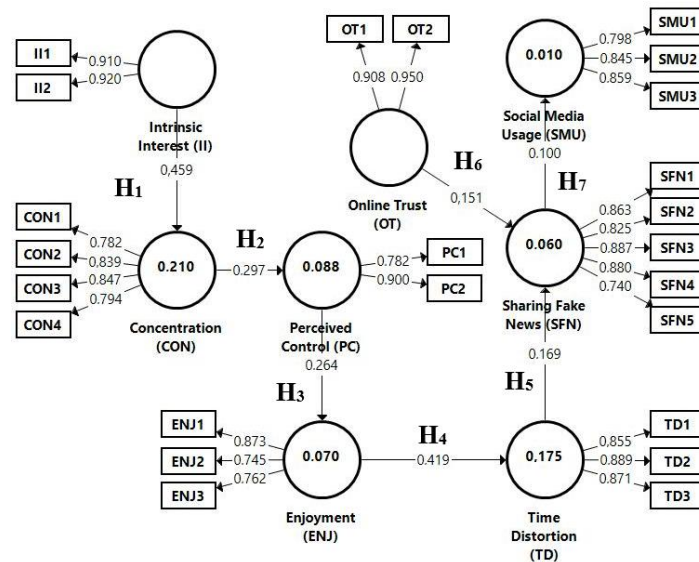 II1
0.910
II2
0.920
Intrinsic
Interest (II)
0,459
H1
OT1
OT2
0.908
0.950
Online Trust
(OT)
H6
0,151
0.010
0.798
SMU1
0.845
SMU2
0.859
SMU3
Social Media
Usage (SMU)
0.100
H7
CON1
0.782
CON2
0.839
CON3
0.847
CON4
0.794
0.210
Concentration
(CON)
H2
0.297
0.088
0.782
PC1
0.900
PC2
Perceived
Control (PC)
0.264
H3
0.060
0.863
SFN1
0.825
SFN2
0.887
SFN3
0.880
SFN4
0.740
SFN5
Sharing Fake
News (SFN)
0.169
H5
ENJ1
0.873
ENJ2
0.745
ENJ3
0.762
0.070
Enjoyment
(ENJ)
H4
0.419
0,175
0,855
TD1
0.889
TD2
0.871
TD3
Time
Distortion
(TD)